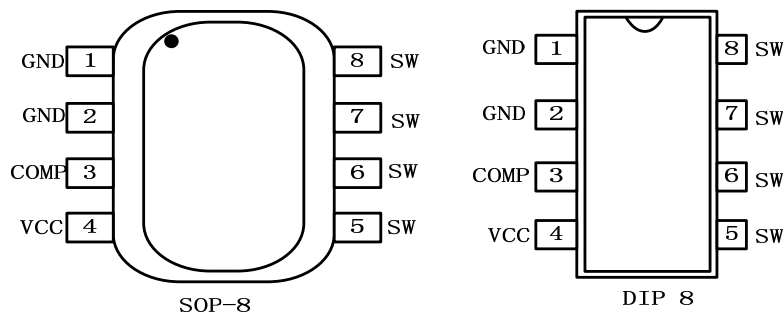 GND 1 8 SW
GND 2 7 SW
COMP 3 6 SW
VCC 4 5 SW
SOP-8
GND 1 8 SW
GND 2 7 SW
COMP 3 6 SW
VCC 4 5 SW
DIP 8